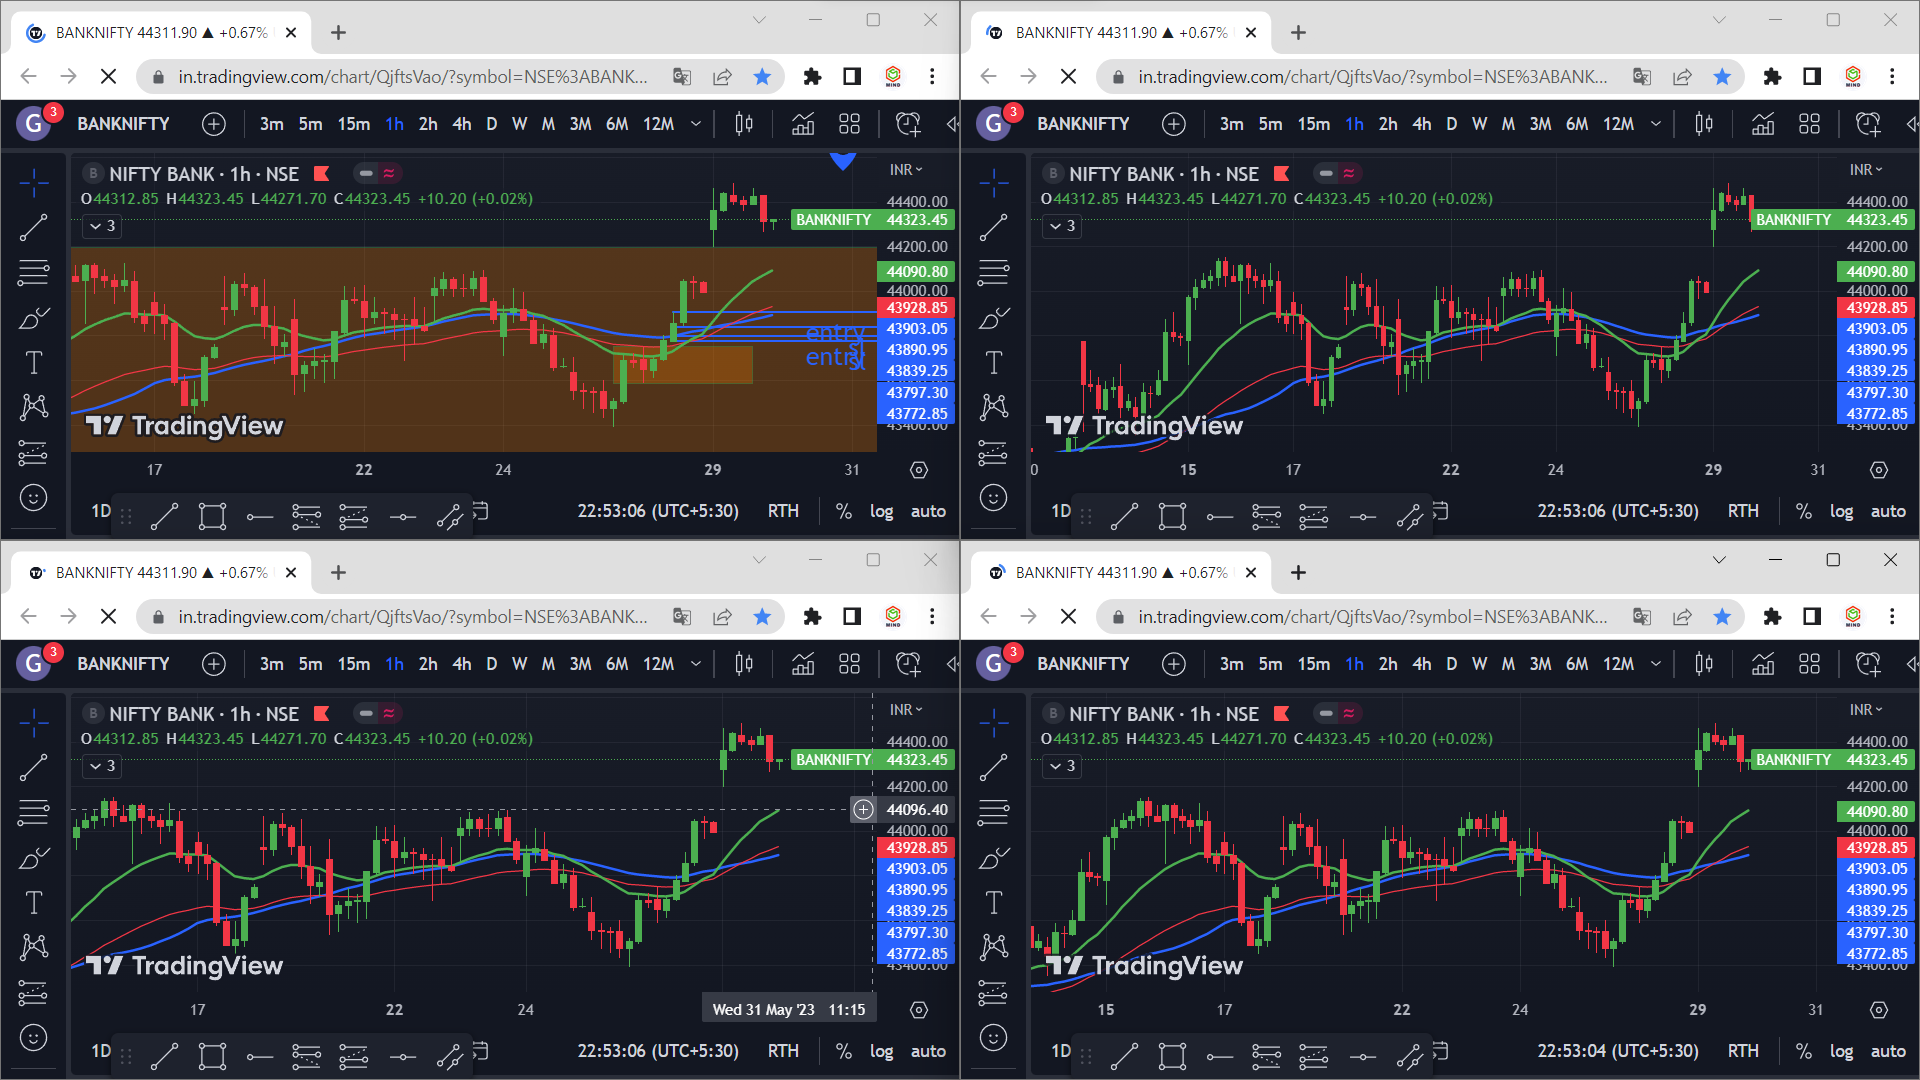 BANKNIFTY 44311.90 ▲ +0.67%
in.tradingview.com/chart/QjftsVao/?symbol=NSE%3ABANK...
MIND
G 3 BANKNIFTY 3m 5m 15m 1h 2h 4h D W M 3M 6M 12M
B NIFTY BANK · 1h · NSE INR
O44312.85 H44323.45 L44271.70 C44323.45 +10.20 (+0.02%)
3
44400.00
BANKNIFTY 44323.45
44200.00
44090.80
44000.00
43928.85
43903.05
entry
43890.95
entry
43839.25
43797.30
43772.85
43400.00
TradingView
17 22 24 29 31
1D 22:53:06 (UTC+5:30) RTH % log auto
BANKNIFTY 44311.90 ▲ +0.67%
in.tradingview.com/chart/QjftsVao/?symbol=NSE%3ABANK...
MIND
G 3 BANKNIFTY 3m 5m 15m 1h 2h 4h D W M 3M 6M 12M
B NIFTY BANK · 1h · NSE INR
O44312.85 H44323.45 L44271.70 C44323.45 +10.20 (+0.02%)
3
44400.00
BANKNIFTY 44323.45
44200.00
44090.80
44000.00
43928.85
43903.05
43890.95
43839.25
43797.30
43772.85
43400.00
TradingView
0 15 17 22 24 29 31
1D 22:53:06 (UTC+5:30) RTH % log auto
BANKNIFTY 44311.90 ▲ +0.67%
in.tradingview.com/chart/QjftsVao/?symbol=NSE%3ABANK...
MIND
G 3 BANKNIFTY 3m 5m 15m 1h 2h 4h D W M 3M 6M 12M
B NIFTY BANK · 1h · NSE INR
O44312.85 H44323.45 L44271.70 C44323.45 +10.20 (+0.02%)
3
44400.00
BANKNIFTY 44323.45
44200.00
44096.40
44000.00
43928.85
43903.05
43890.95
43839.25
43797.30
43772.85
43400.00
TradingView
17 22 24 Wed 31 May '23 11:15
1D 22:53:06 (UTC+5:30) RTH % log auto
BANKNIFTY 44311.90 ▲ +0.67%
in.tradingview.com/chart/QjftsVao/?symbol=NSE%3ABANK...
MIND
G 3 BANKNIFTY 3m 5m 15m 1h 2h 4h D W M 3M 6M 12M
B NIFTY BANK · 1h · NSE INR
O44312.85 H44323.45 L44271.70 C44323.45 +10.20 (+0.02%)
3
44400.00
BANKNIFTY 44323.45
44200.00
44090.80
44000.00
43928.85
43903.05
43890.95
43839.25
43797.30
43772.85
43400.00
TradingView
15 17 22 24 29 31
1D 22:53:04 (UTC+5:30) RTH % log auto